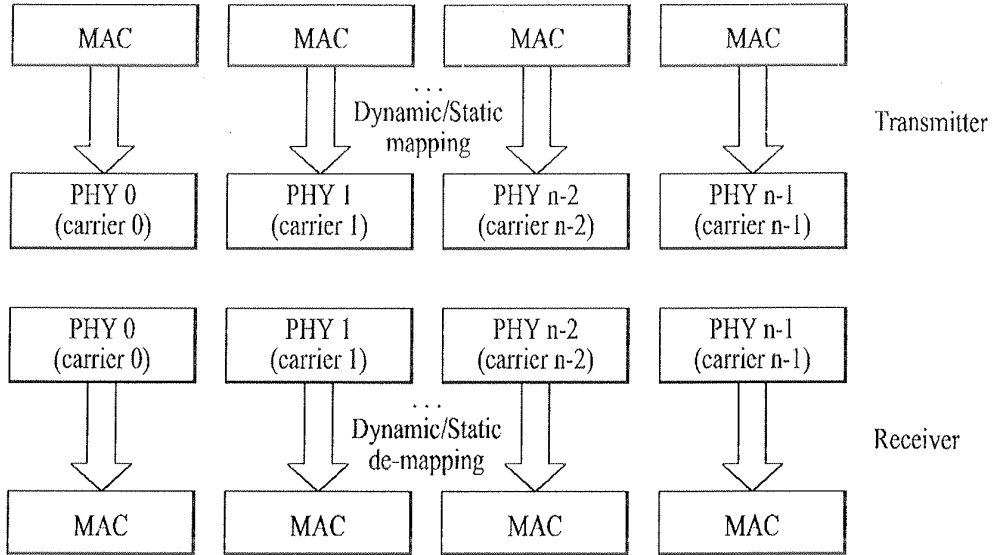 MAC MAC MAC MAC
. . .
Dynamic/Static
mapping
Transmitter
PHY 0 PHY 1 PHY n-2 PHY n-1
(carrier 0) (carrier 1) (carrier n-2) (carrier n-1)
PHY 0 PHY 1 PHY n-2 PHY n-1
(carrier 0) (carrier 1) (carrier n-2) (carrier n-1)
. . .
Dynamic/Static
de-mapping
Receiver
MAC MAC MAC MAC